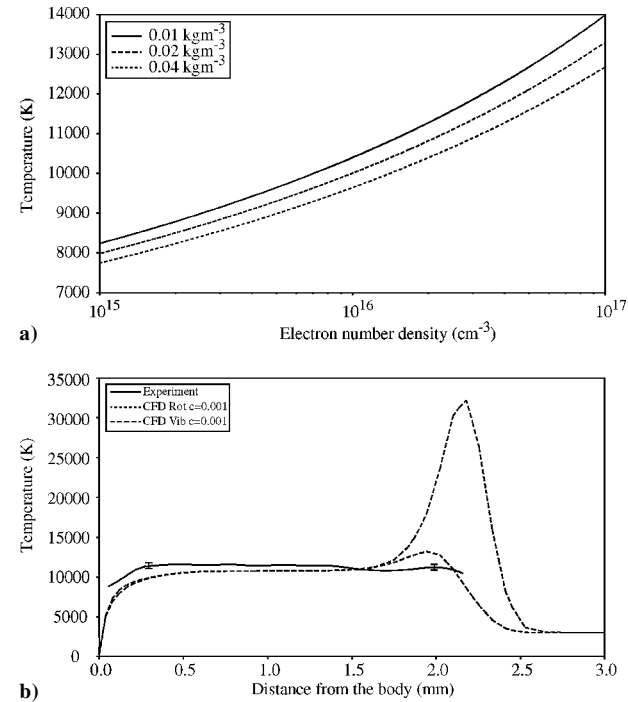 14000
13000
12000
11000
10000
9000
8000
7000
Temperature (K)
0.01 kgm-3
0.02 kgm-3
0.04 kgm-3
10^15
10^16
10^17
a)
Electron number density (cm-3)
35000
30000
25000
20000
15000
10000
5000
0
Temperature (K)
Experiment
CFD Rot c=0.001
CFD Vib c=0.001
0.0
0.5
1.0
1.5
2.0
2.5
3.0
b)
Distance from the body (mm)